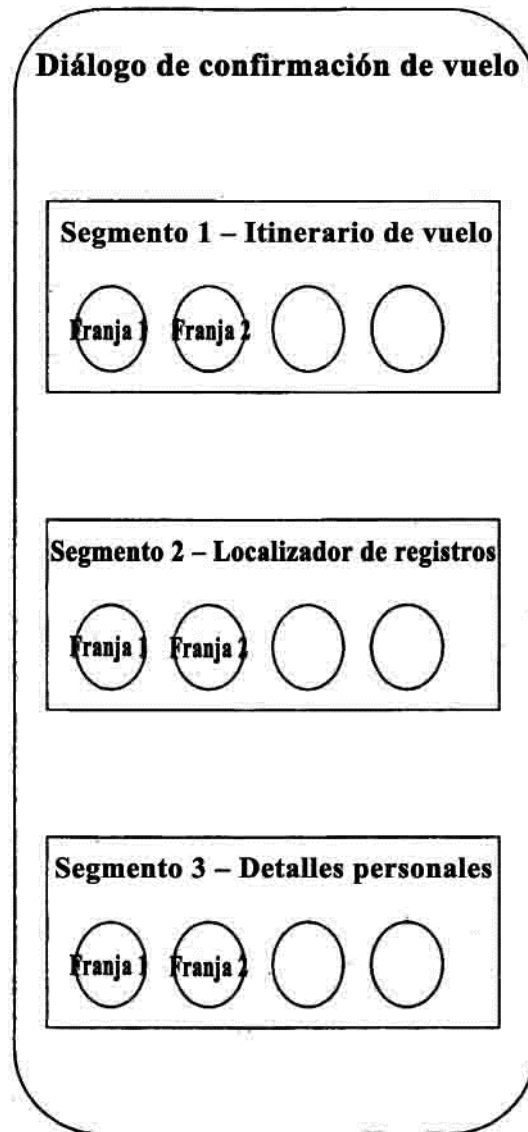 Diálogo de confirmación de vuelo
Segmento 1 – Itinerario de vuelo
Franja 1 Franja 2
Segmento 2 – Localizador de registros
Franja 1 Franja 2
Segmento 3 – Detalles personales
Franja 1 Franja 2